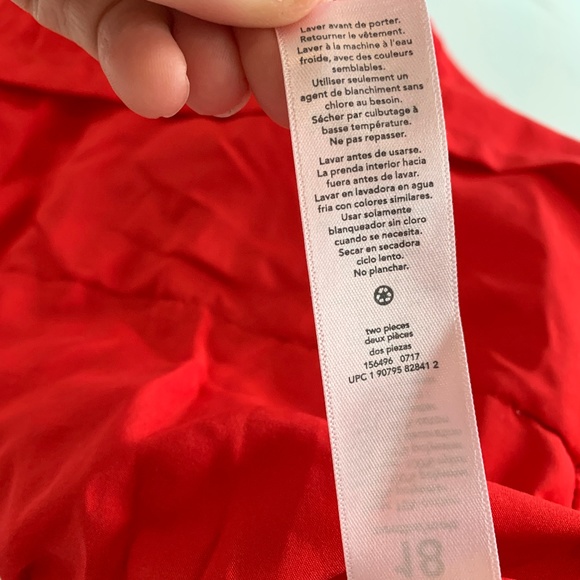 Laver avant de porter.
Retourner le vêtement.
Laver à la machine à l'eau
froide, avec des couleurs
semblables.
Utiliser seulement un
agent de blanchiment sans
chlore au besoin.
Sécher par culbutage à
basse température.
Ne pas repasser.
Lavar antes de usarse.
La prenda interior hacia
fuera antes de lavar.
Lavar en lavadora en agua
fria con colores similares.
Usar solamente
blanqueador sin cloro
cuando se necesita.
Secar en secadora
ciclo lento.
No planchar.
two pieces
deux pièces
dos piezas
156496 0717
UPC 1 90795 82841 2